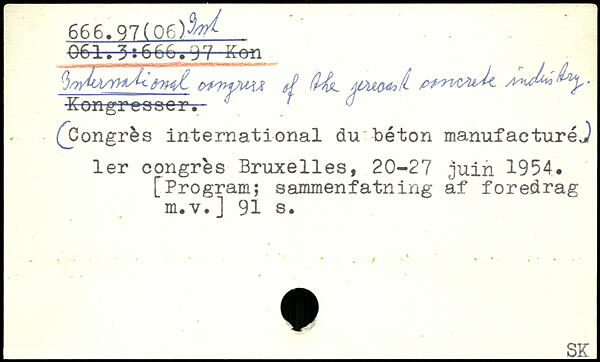 666.97(06) Int
061.3:666.97 Kon
International congress of the precast concrete industry.
Kongresser.
(Congrès international du béton manufacturé.)
1er congrès Bruxelles, 20-27 juin 1954.
[Program; sammenfatning af foredrag
m.v.] 91 s.
SK